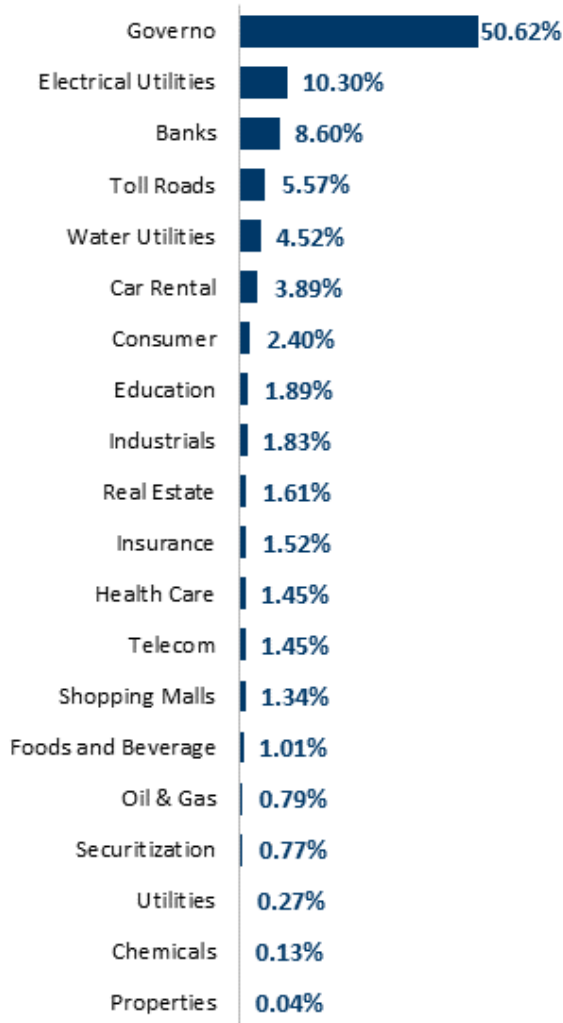 Governo 50.62%
Electrical Utilities 10.30%
Banks 8.60%
Toll Roads 5.57%
Water Utilities 4.52%
Car Rental 3.89%
Consumer 2.40%
Education 1.89%
Industrials 1.83%
Real Estate 1.61%
Insurance 1.52%
Health Care 1.45%
Telecom 1.45%
Shopping Malls 1.34%
Foods and Beverage 1.01%
Oil & Gas 0.79%
Securitization 0.77%
Utilities 0.27%
Chemicals 0.13%
Properties 0.04%